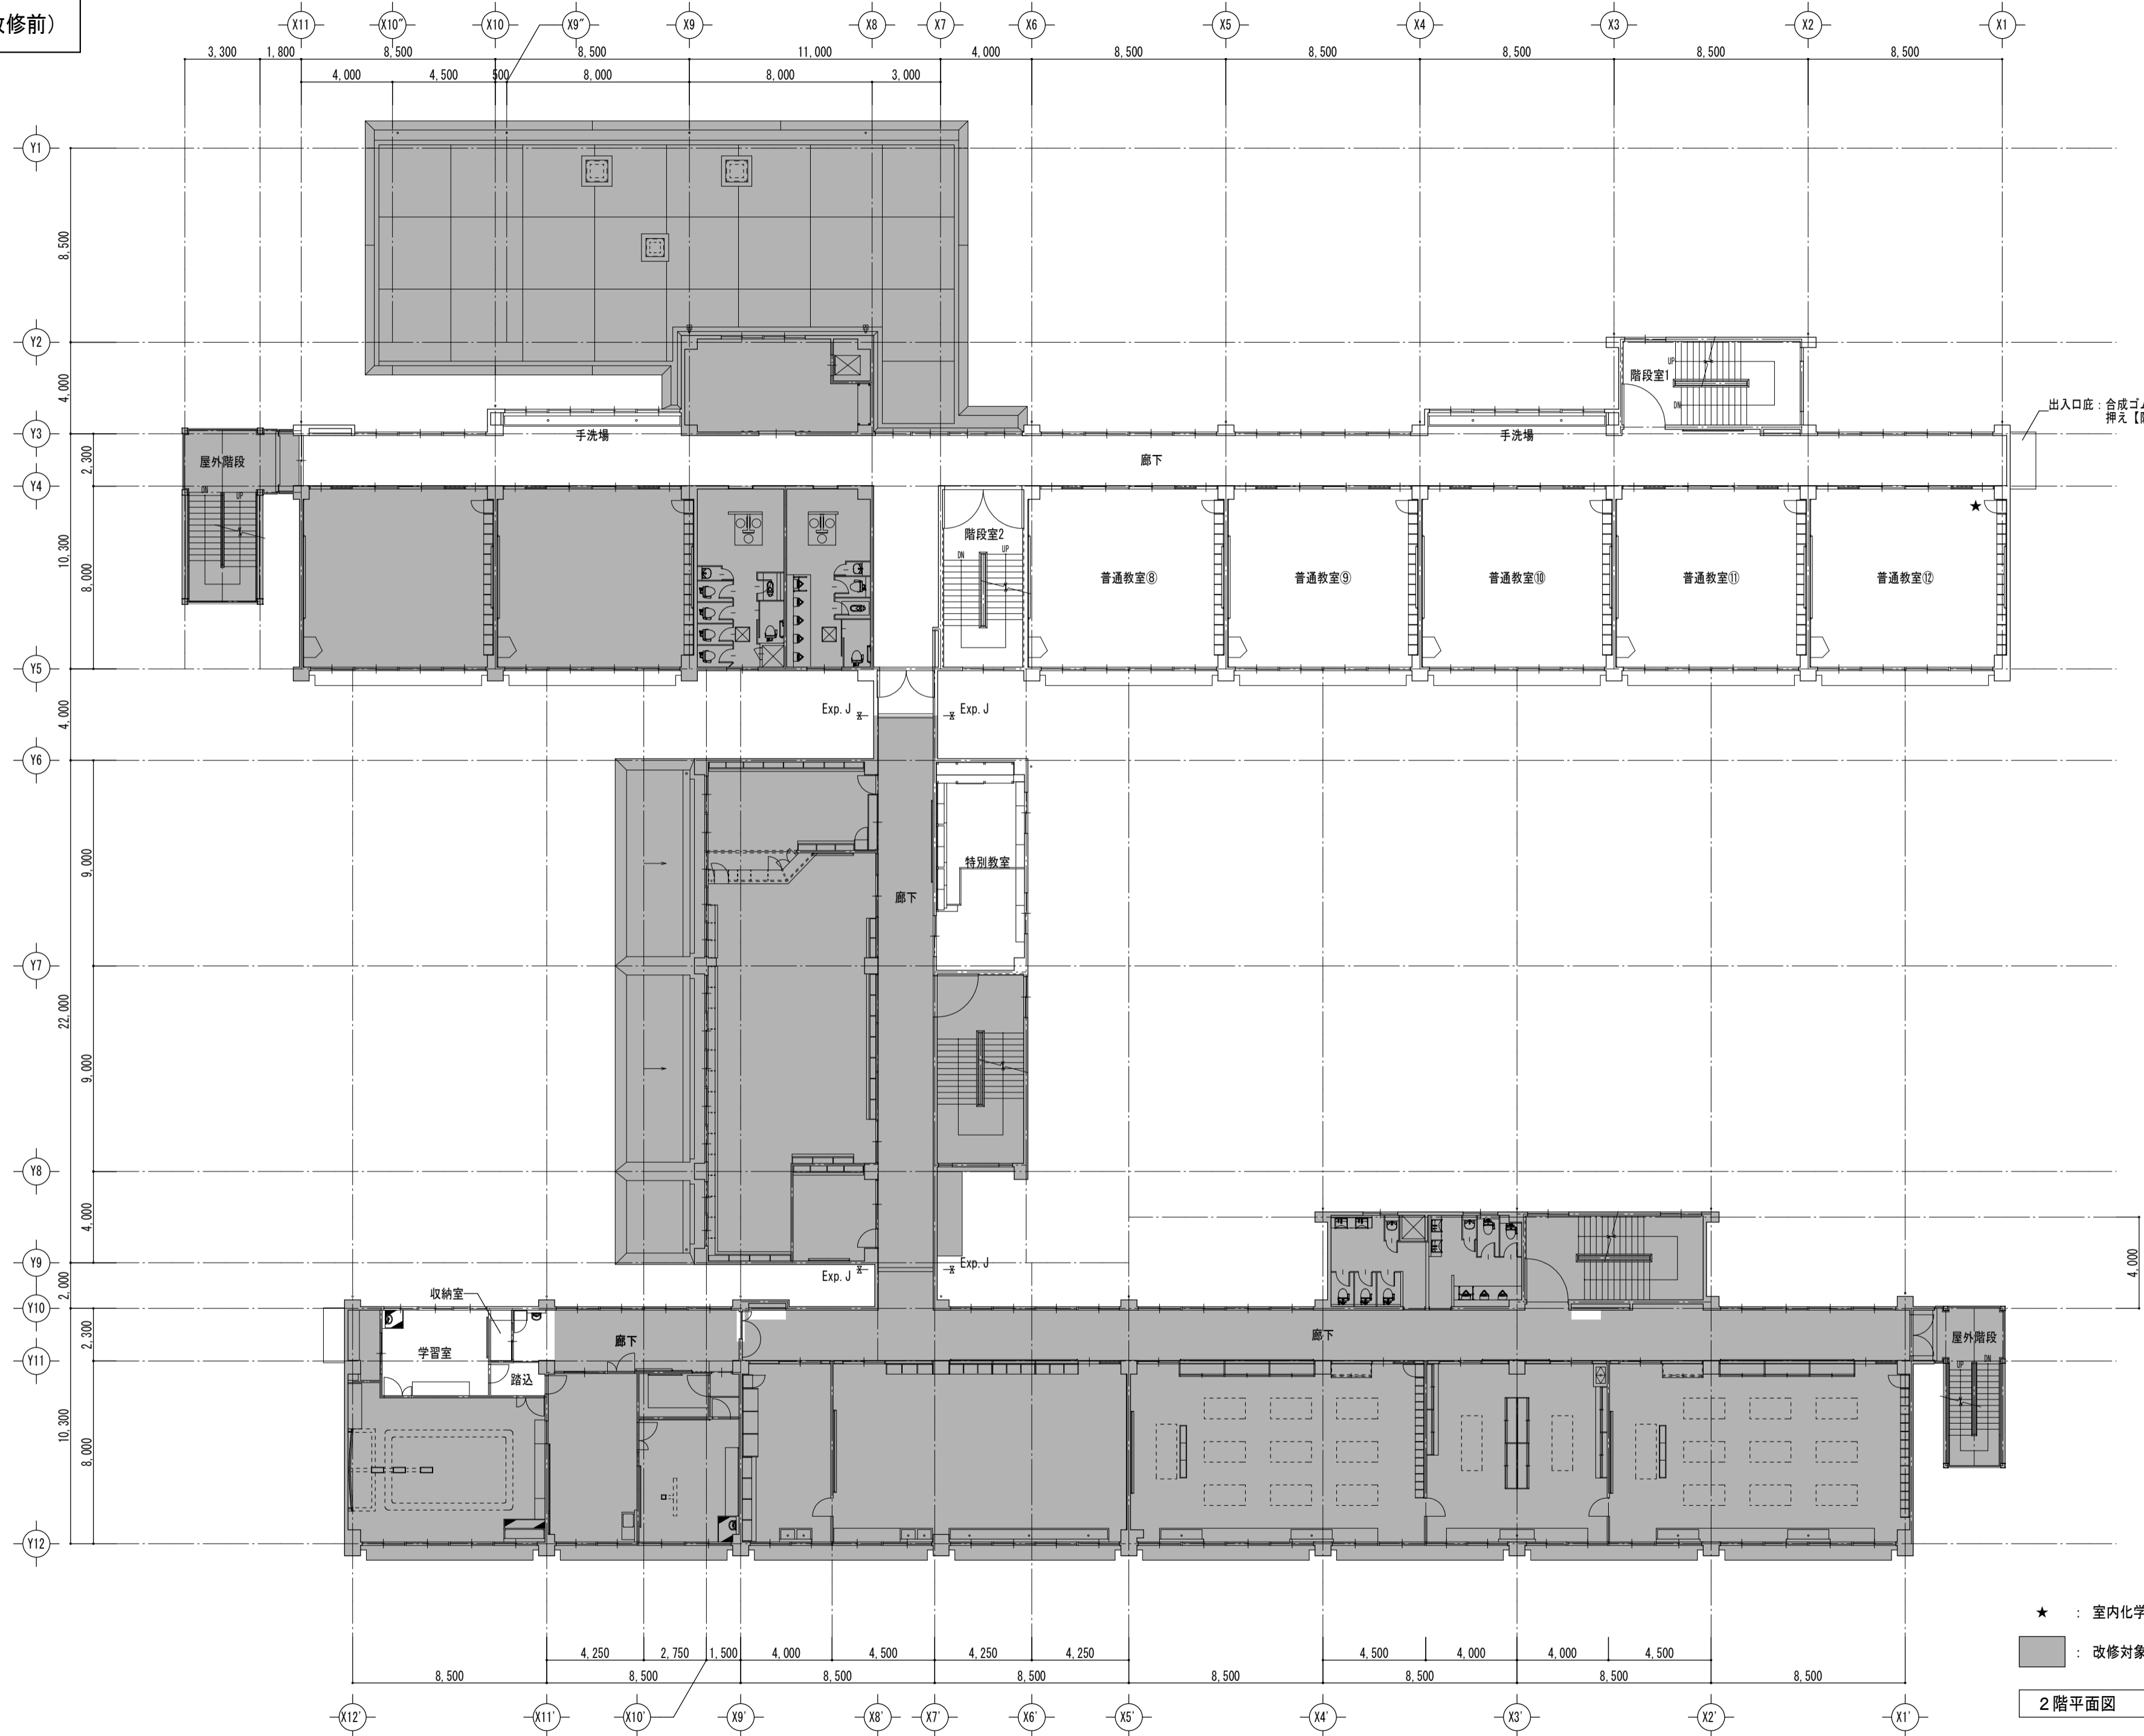 改修前）
X11 X10" X10 X9" X9 X8 X7 X6 X5 X4 X3 X2 X1
3,300 1,800 8,500 8,500 11,000 4,000 8,500 8,500 8,500 8,500 8,500
4,000 4,500 500 8,000 8,000 3,000
Y1
8,500
Y2
4,000
UP
階段室1
DN
出入口庇：合成ゴム
押え【
Y3
手洗場
手洗場
2,300
屋外階段
廊下
Y4
DN UP
10,300
8,000
階段室2
DN UP
普通教室⑧
普通教室⑨
普通教室⑩
普通教室⑪
普通教室⑫
★
Y5
4,000
Exp. J
Exp. J
Y6
9,000
特別教室
廊下
Y7
22,000
9,000
Y8
4,000
Y9
Exp. J
Exp. J
2,000
4,000
収納室
Y10
2,300
学習室
廊下
廊下
屋外階段
Y11
踏込
UP DN
10,300
8,000
Y12
★ ： 室内化学
： 改修対象
4,250 2,750 1,500 4,000 4,500 4,250 4,250 4,500 4,000 4,000 4,500
8,500 8,500 8,500 8,500 8,500 8,500 8,500 8,500
２階平面図
X12' X11' X10' X9' X8' X7' X6' X5' X4' X3' X2' X1'